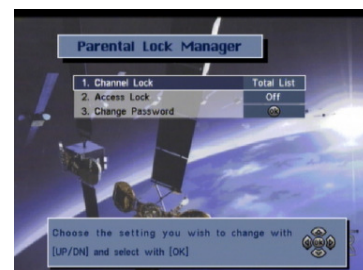 Parental Lock Manager
1. Channel Lock Total List
2. Access Lock Off
3. Change Password OK
Choose the setting you wish to change with
[UP/DN] and select with [OK]